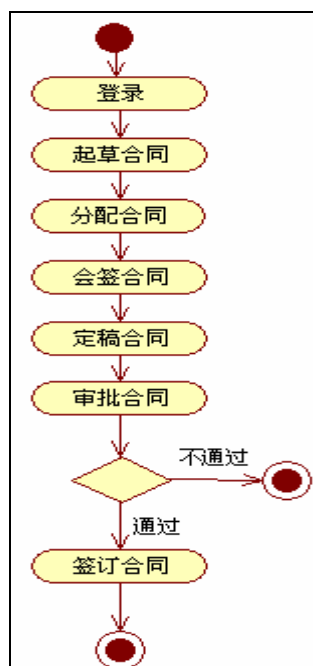 登录
起草合同
分配合同
会签合同
定稿合同
审批合同
不通过
通过
签订合同